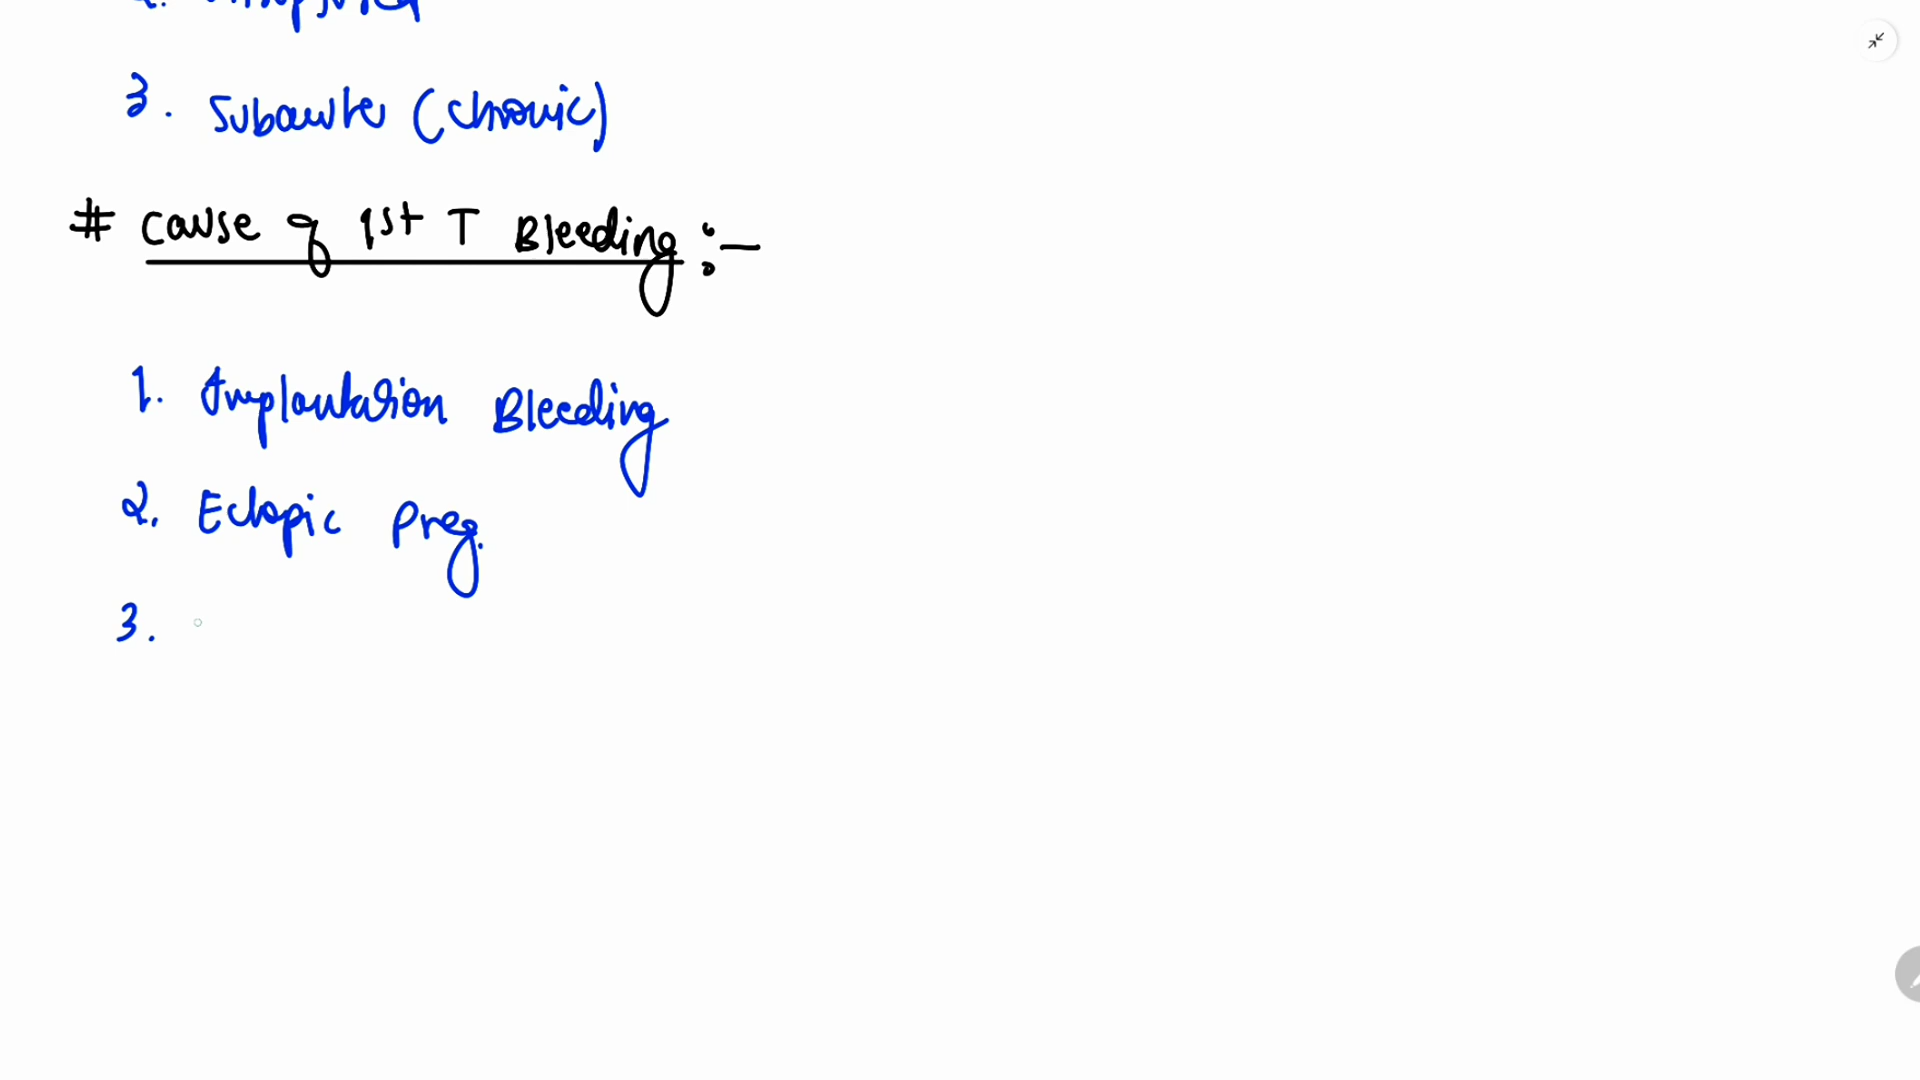 3. Subacute (chronic)
# Cause of 1st T Bleeding :-
1. Implantation Bleeding
2. Ectopic Preg.
3.